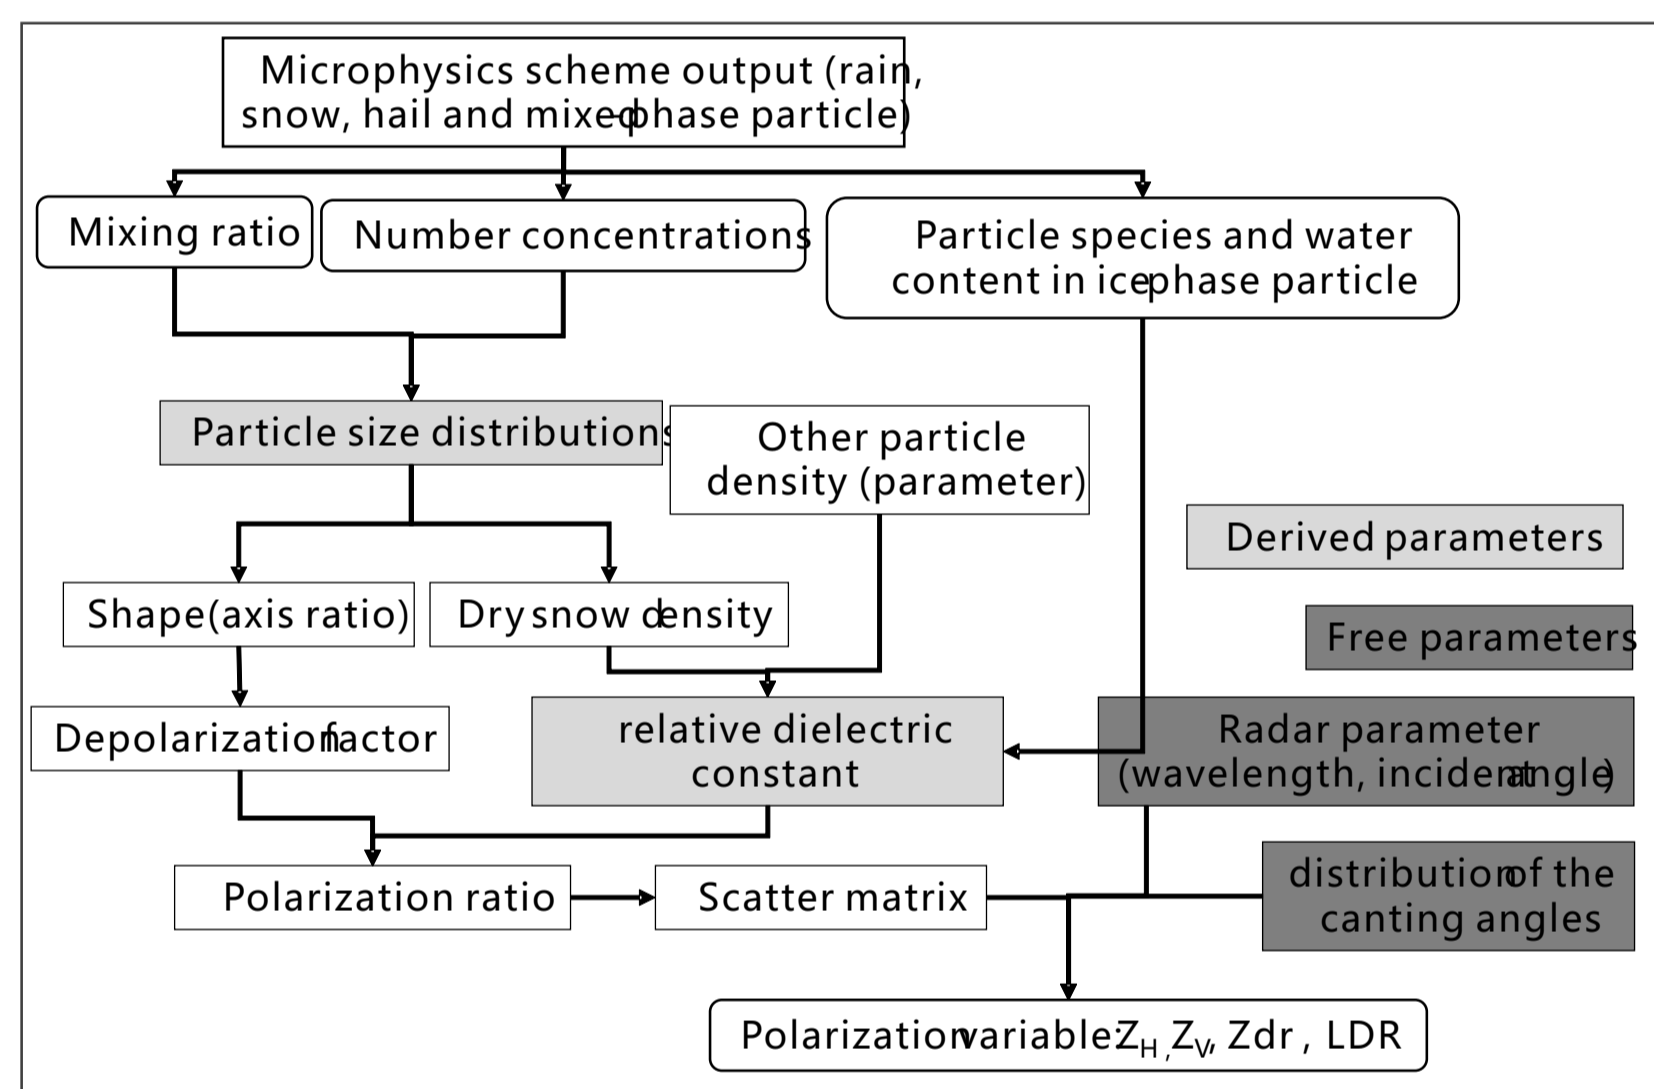 Microphysics scheme output (rain,
snow, hail and mixed-phase particle)
Mixing ratio
Number concentrations
Particle species and water
content in icephase particle
Particle size distributions
Other particle
density (parameter)
Derived parameters
Free parameters
Shape(axis ratio)
Dry snow density
Depolarization factor
relative dielectric
constant
Radar parameter
(wavelength, incident angle)
Polarization ratio
Scatter matrix
distribution of the
canting angles
Polarization variable:ZH, ZV, Zdr, LDR